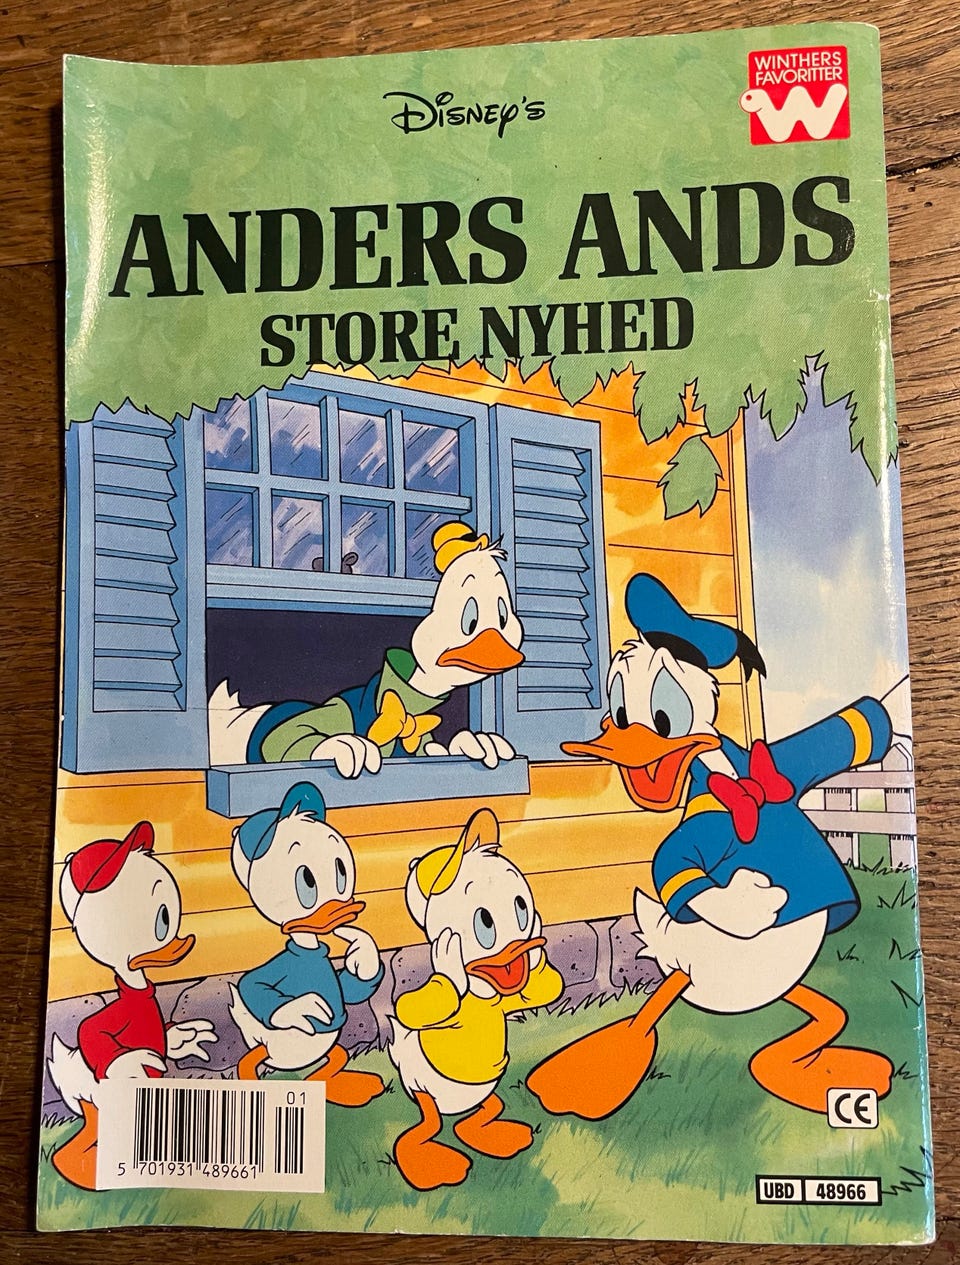 WINTHERS
FAVORITTER
W
DISNEY'S
ANDERS ANDS
STORE NYHED
01
5 701931 489661
CE
UBD 48966